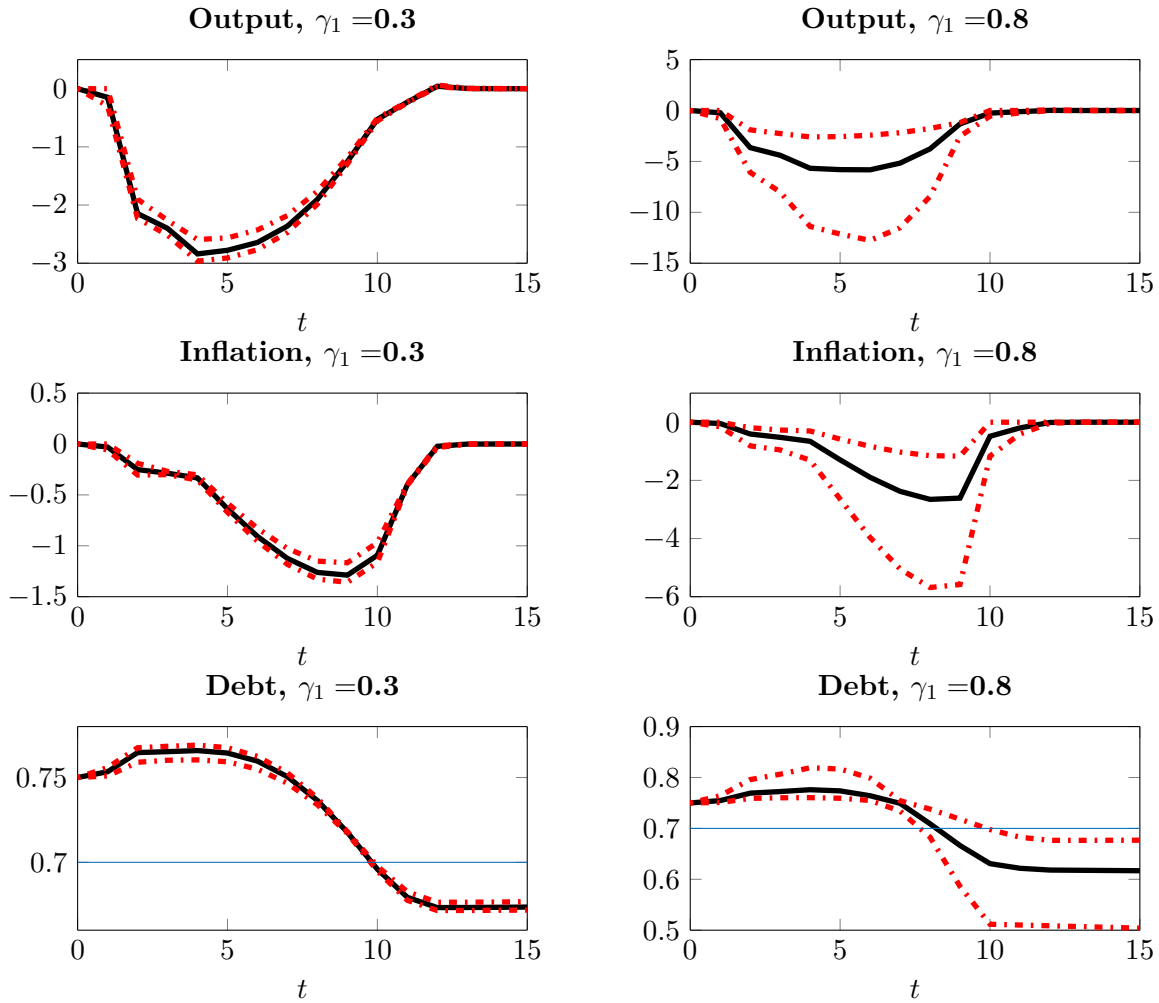 Output, γ₁ =0.3
0
−1
−2
−3
0 5 10 15
t
Output, γ₁ =0.8
5
0
−5
−10
−15
0 5 10 15
t
Inflation, γ₁ =0.3
0.5
0
−0.5
−1
−1.5
0 5 10 15
t
Inflation, γ₁ =0.8
0
−2
−4
−6
0 5 10 15
t
Debt, γ₁ =0.3
0.75
0.7
0 5 10 15
t
Debt, γ₁ =0.8
0.9
0.8
0.7
0.6
0.5
0 5 10 15
t